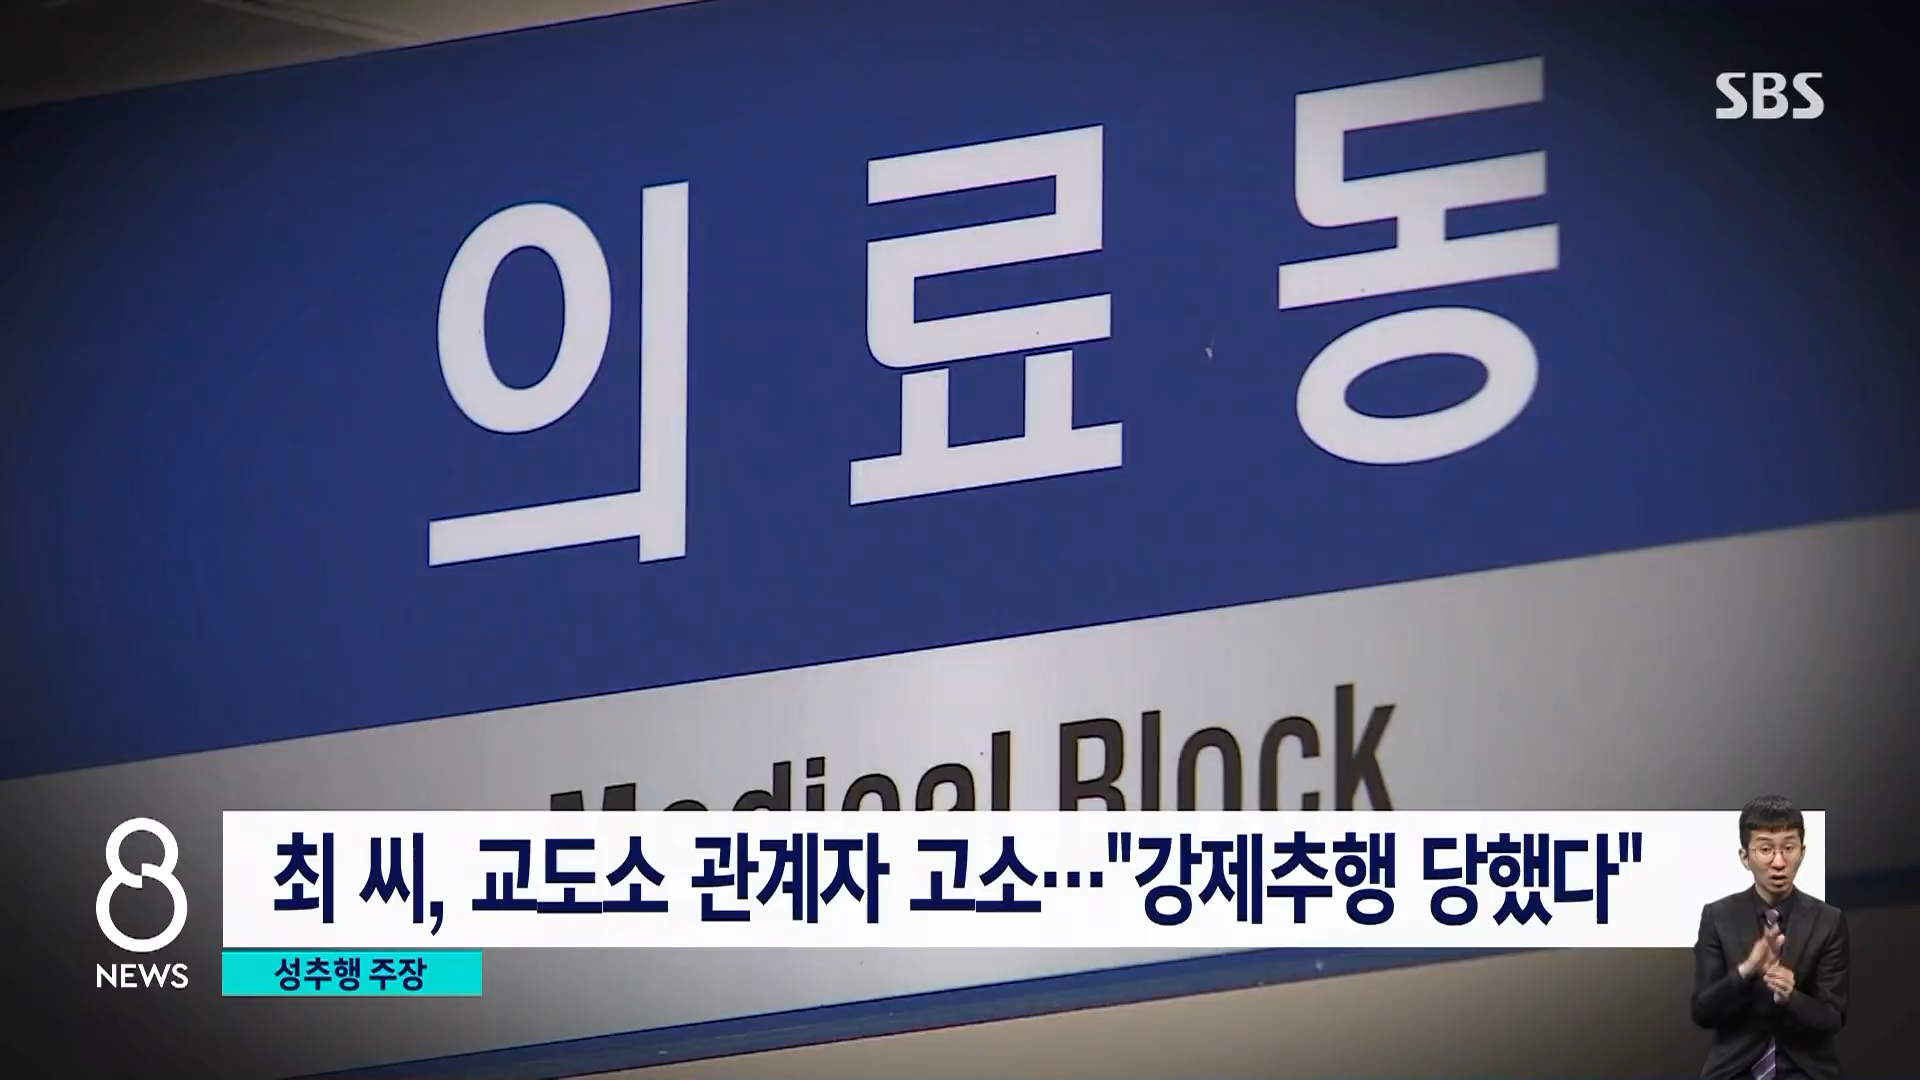 SBS
의료동
Medical Block
최 씨, 교도소 관계자 고소…"강제추행 당했다"
8
NEWS
성추행 주장